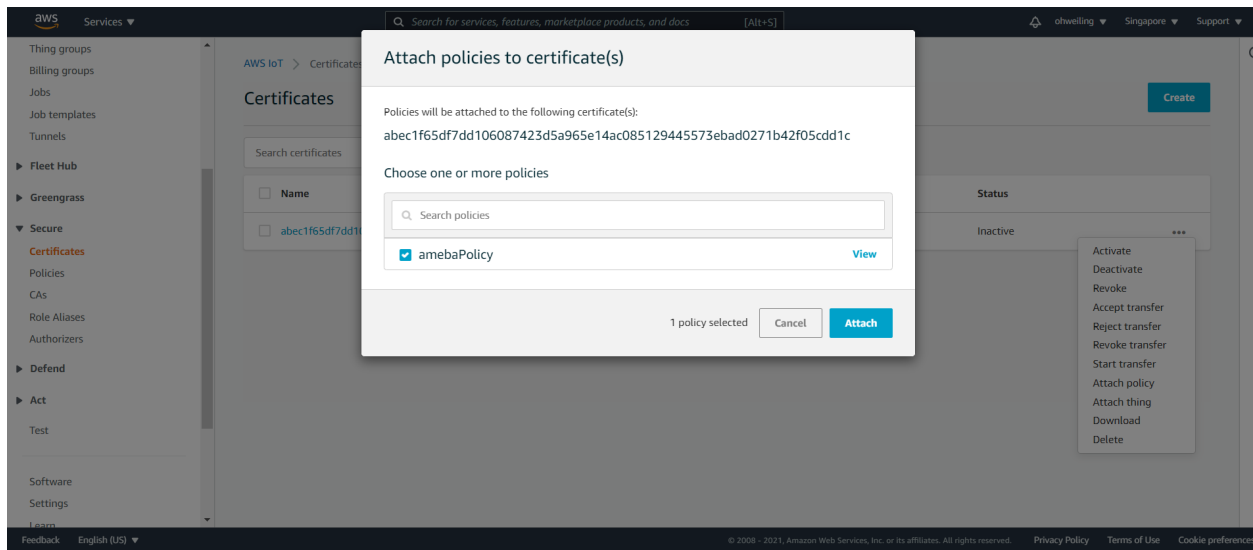 aws Services ▼ Search for services, features, marketplace products, and docs [Alt+S] ohweiling ▼ Singapore ▼ Support ▼
Thing groups
Billing groups
Jobs
Job templates
Tunnels
Fleet Hub
Greengrass
Secure
Certificates
Policies
CAs
Role Aliases
Authorizers
Defend
Act
Test
Software
Settings
Learn
AWS IoT > Certificates
Certificates
Create
Search certificates
Name Status
abec1f65df7dd1 Inactive •••
Attach policies to certificate(s)
Policies will be attached to the following certificate(s):
abec1f65df7dd106087423d5a965e14ac085129445573ebad0271b42f05cdd1c
Choose one or more policies
Search policies
amebaPolicy View
1 policy selected Cancel Attach
Activate
Deactivate
Revoke
Accept transfer
Reject transfer
Revoke transfer
Start transfer
Attach policy
Attach thing
Download
Delete
Feedback English (US) ▼ © 2008 - 2021, Amazon Web Services, Inc. or its affiliates. All rights reserved. Privacy Policy Terms of Use Cookie preferences